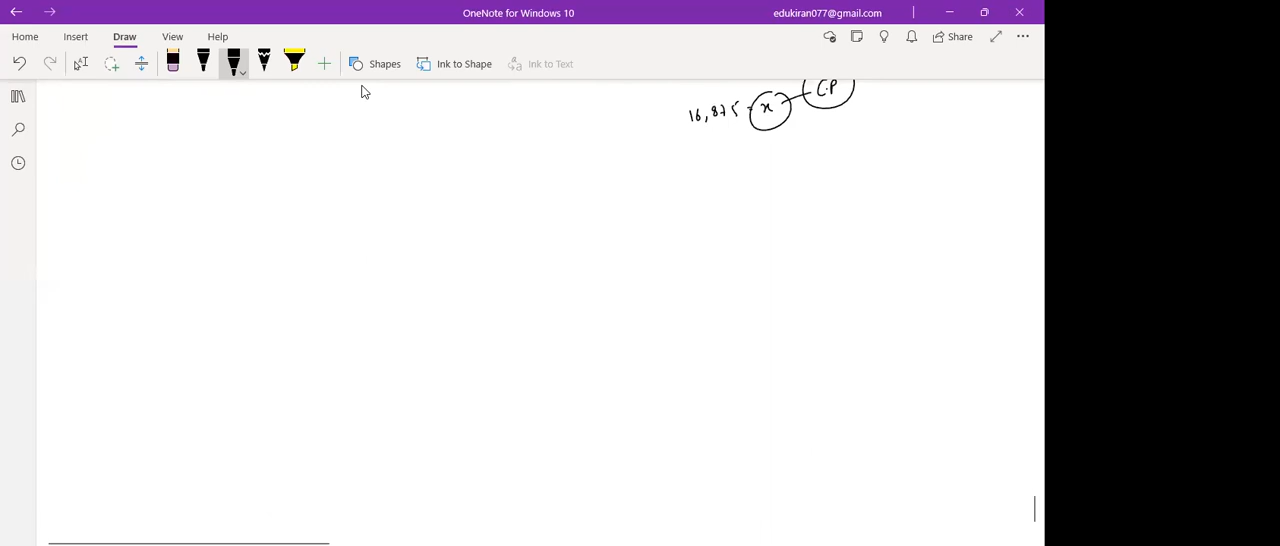 OneNote for Windows 10
edukiran077@gmail.com
Home Insert Draw View Help
Share
Shapes Ink to Shape Ink to Text
C.P
16,875 - x